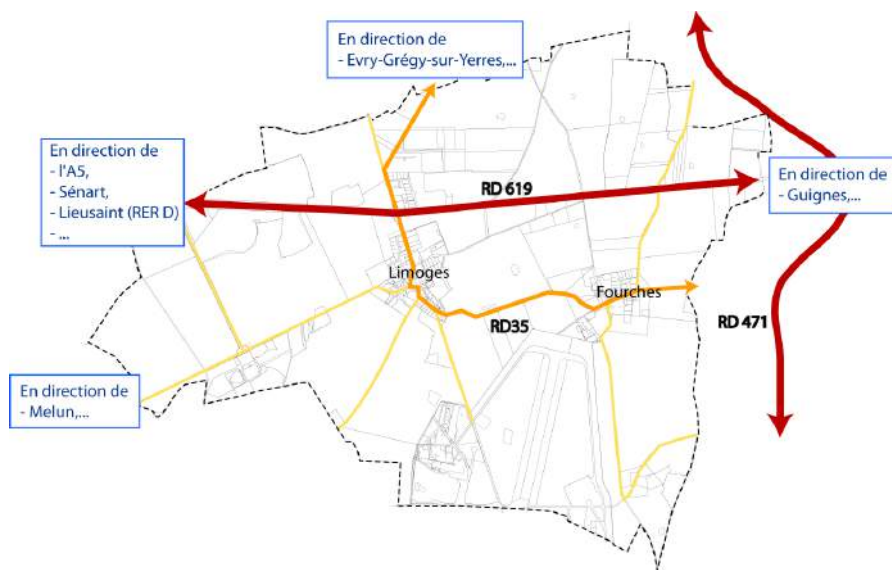 En direction de
- Evry-Grégy-sur-Yerres,...
En direction de
- l'A5,
- Sénart,
- Lieusaint (RER D)
- ...
En direction de
- Guignes,...
RD 619
Limoges
Fourches
RD35
RD 471
En direction de
- Melun,...